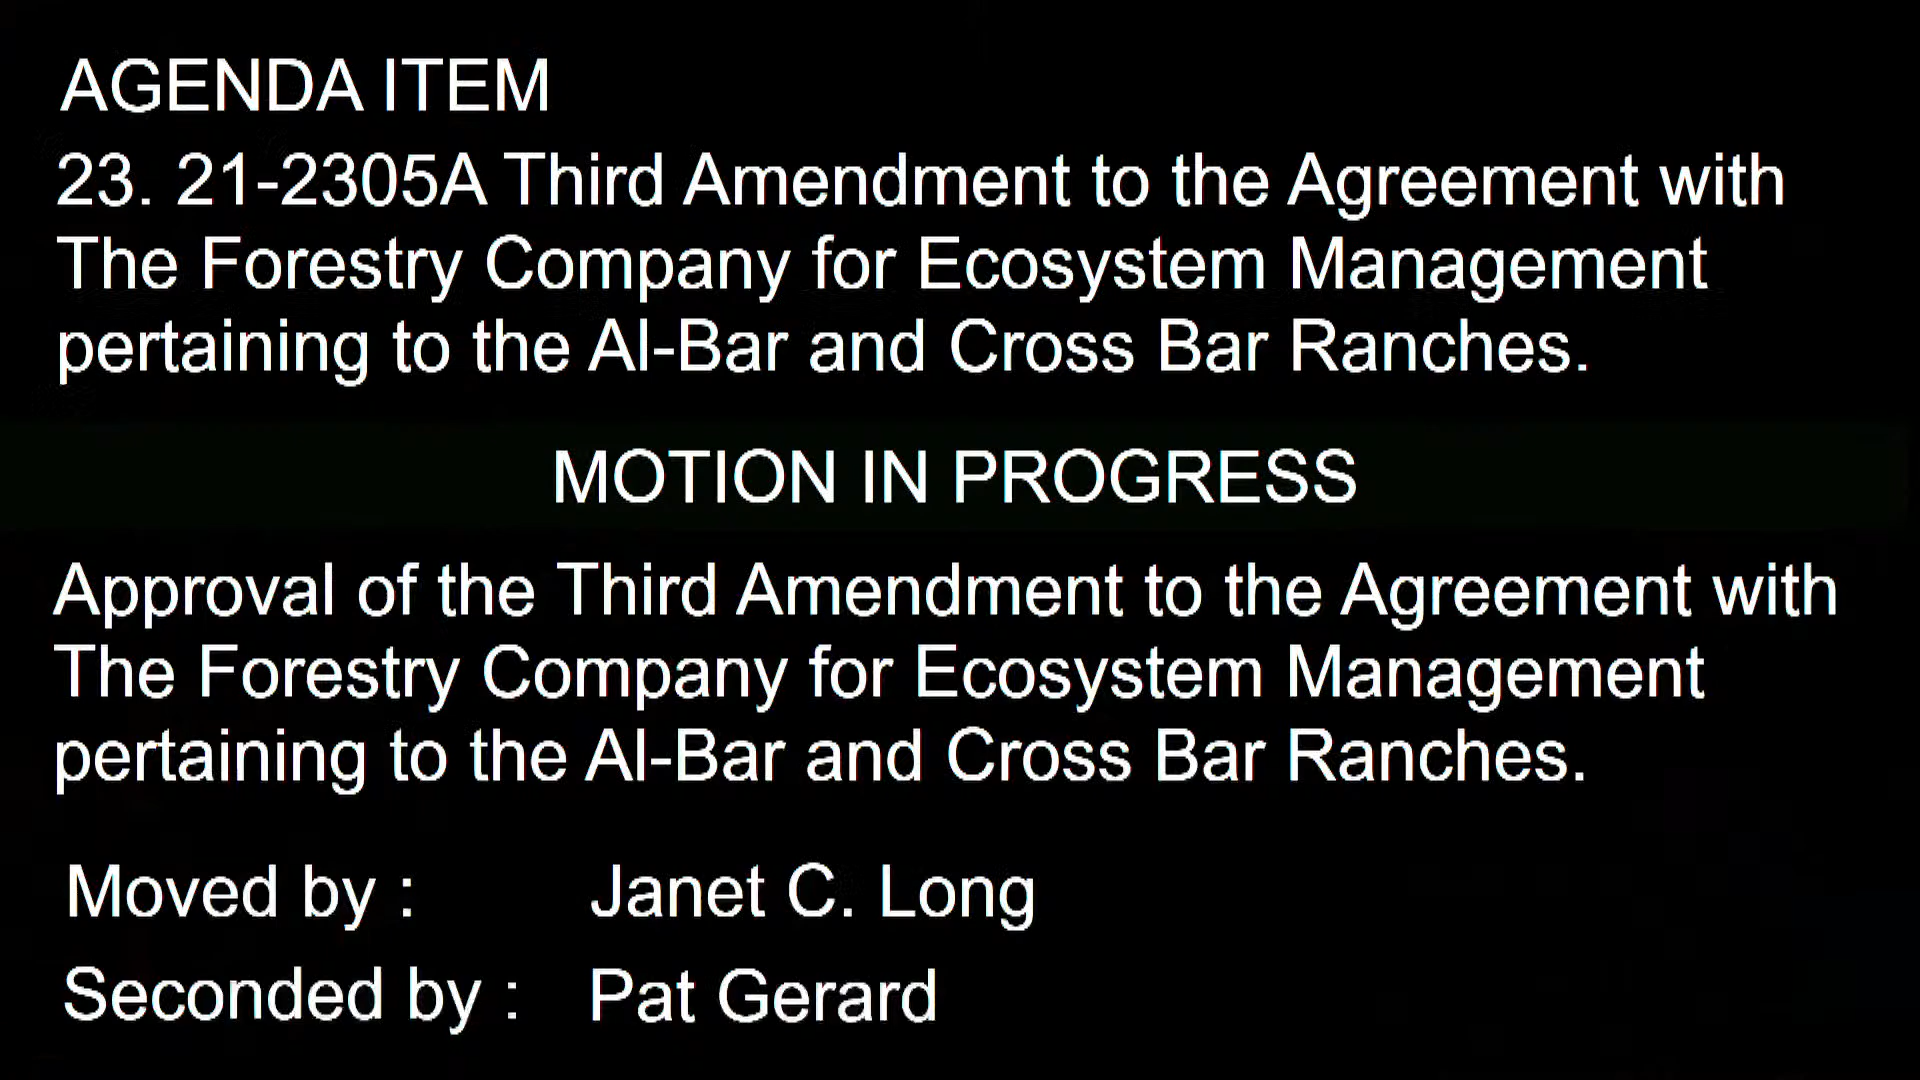 AGENDA ITEM
23. 21-2305A Third Amendment to the Agreement with
The Forestry Company for Ecosystem Management
pertaining to the Al-Bar and Cross Bar Ranches.
MOTION IN PROGRESS
Approval of the Third Amendment to the Agreement with
The Forestry Company for Ecosystem Management
pertaining to the Al-Bar and Cross Bar Ranches.
Moved by : Janet C. Long
Seconded by : Pat Gerard